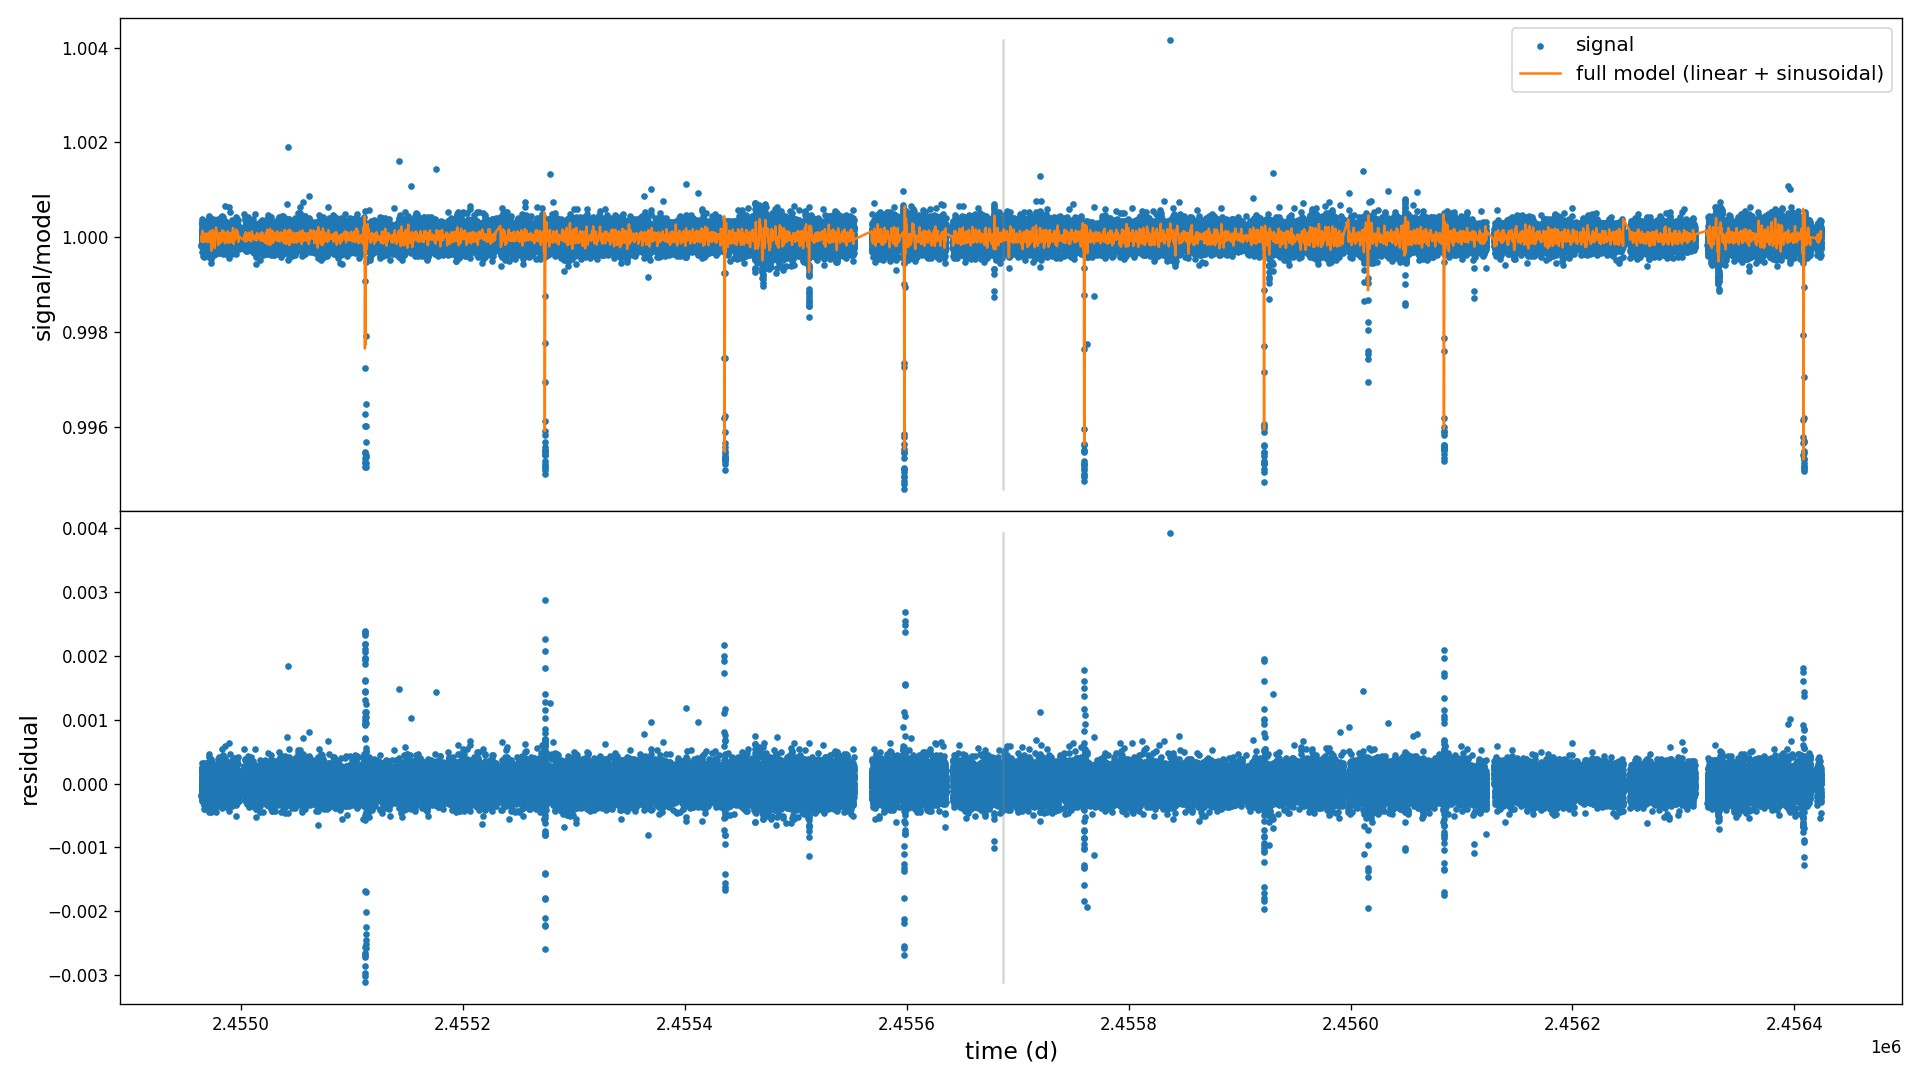 signal
full model (linear + sinusoidal)
signal/model
1.004
1.002
1.000
0.998
0.996
residual
0.004
0.003
0.002
0.001
0.000
−0.001
−0.002
−0.003
2.4550 2.4552 2.4554 2.4556 2.4558 2.4560 2.4562 2.4564
1e6
time (d)